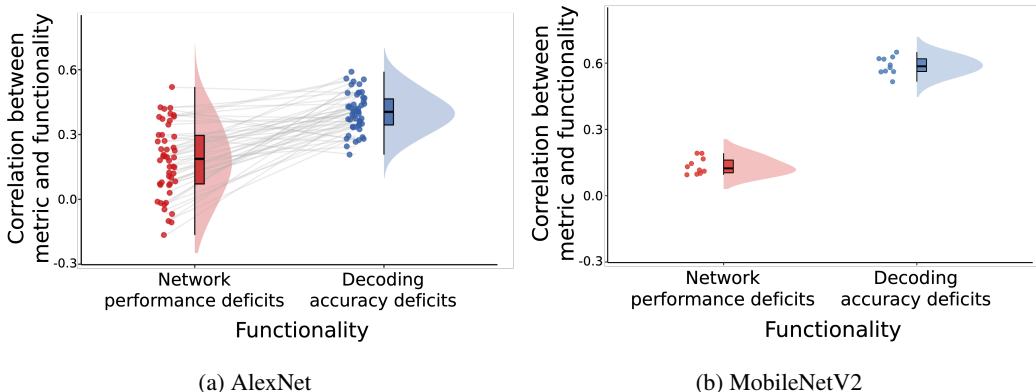 Correlation between
metric and functionality
0.6
0.3
0.0
-0.3
Network
performance deficits
Decoding
accuracy deficits
Functionality
(a) AlexNet
Correlation between
metric and functionality
0.6
0.3
0.0
-0.3
Network
performance deficits
Decoding
accuracy deficits
Functionality
(b) MobileNetV2